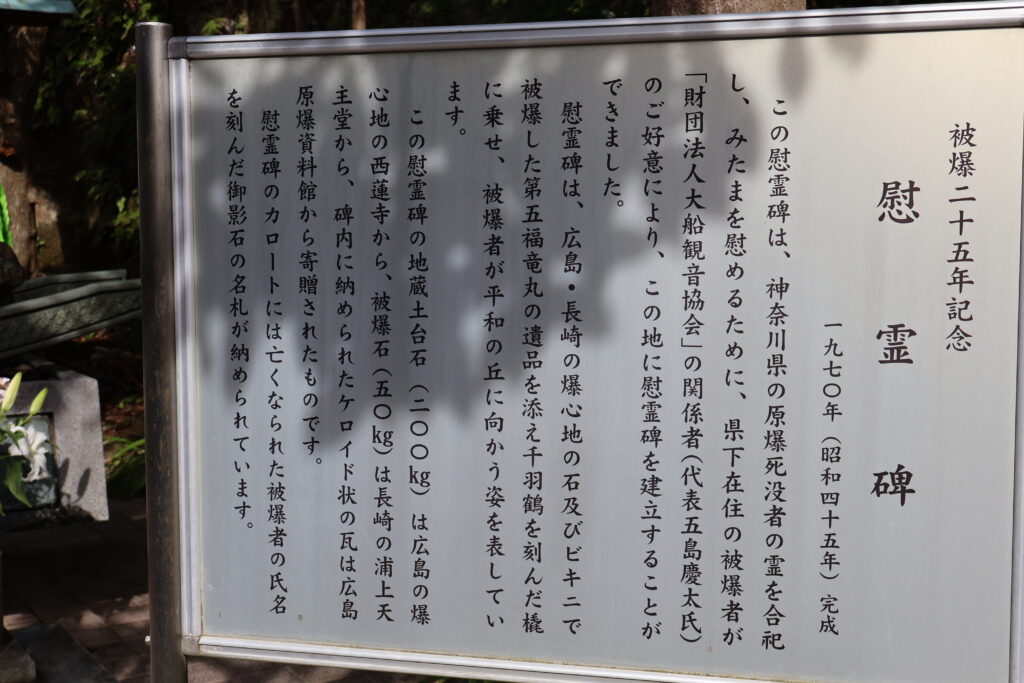 被爆二十五年記念
慰霊碑
一九七〇年（昭和四十五年）完成
この慰霊碑は、神奈川県の原爆死没者の霊を合祀
し、みたまを慰めるために、県下在住の被爆者が
「財団法人大船観音協会」の関係者（代表五島慶太氏）
のご好意により、この地に慰霊碑を建立することが
できました。
慰霊碑は、広島・長崎の爆心地の石及びビキニで
被爆した第五福竜丸の遺品を添え千羽鶴を刻んだ橇
に乗せ、被爆者が平和の丘に向かう姿を表してい
ます。
この慰霊碑の地蔵土台石（二〇〇kg）は広島の爆
心地の西蓮寺から、被爆石（五〇kg）は長崎の浦上天
主堂から、碑内に納められたケロイド状の瓦は広島
原爆資料館から寄贈されたものです。
慰霊碑のカロートには亡くなられた被爆者の氏名
を刻んだ御影石の名札が納められています。